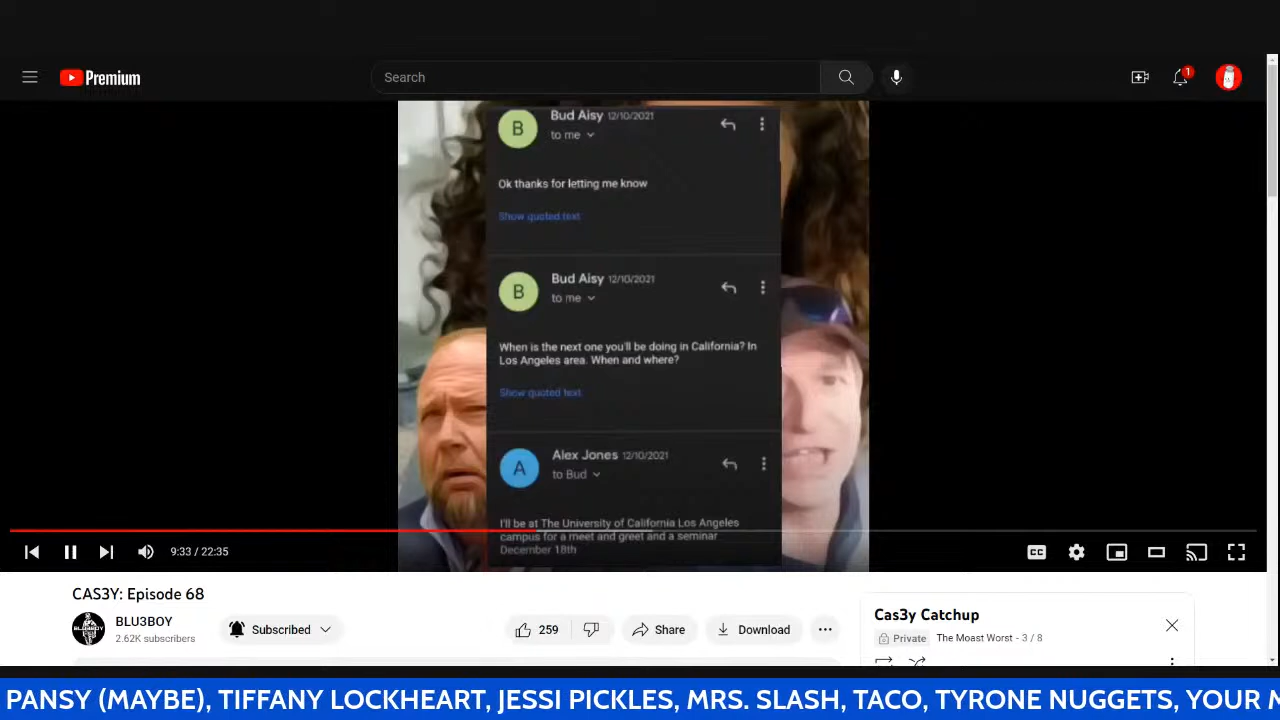 Premium
Search
1
Bud Aisy 12/10/2021
B
to me
Ok thanks for letting me know
Show quoted text
Bud Aisy 12/10/2021
B
to me
When is the next one you'll be doing in California? In
Los Angeles area. When and where?
Show quoted text
Alex Jones 12/10/2021
A
to Bud
I'll be at The University of California Los Angeles
campus for a meet and greet and a seminar
December 18th
9:33 / 22:35
CC
CAS3Y: Episode 68
BLU3BOY
BLU3BOY
2.62K subscribers
Subscribed
259
Share
Download
Cas3y Catchup
Private The Moast Worst - 3 / 8
PANSY (MAYBE), TIFFANY LOCKHEART, JESSI PICKLES, MRS. SLASH, TACO, TYRONE NUGGETS, YOUR M